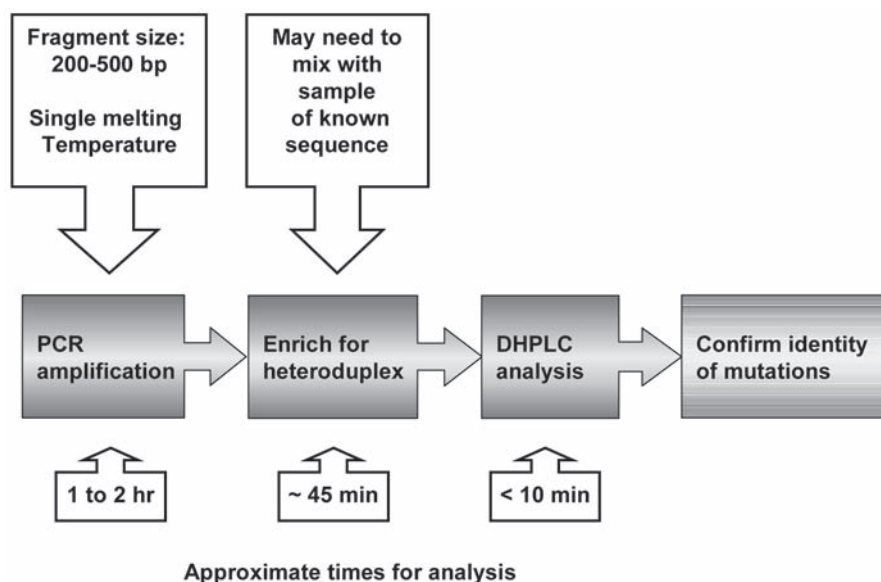 Fragment size:
200-500 bp
Single melting
Temperature
May need to
mix with
sample
of known
sequence
PCR
amplification
Enrich for
heteroduplex
DHPLC
analysis
Confirm identity
of mutations
1 to 2 hr
~ 45 min
< 10 min
Approximate times for analysis